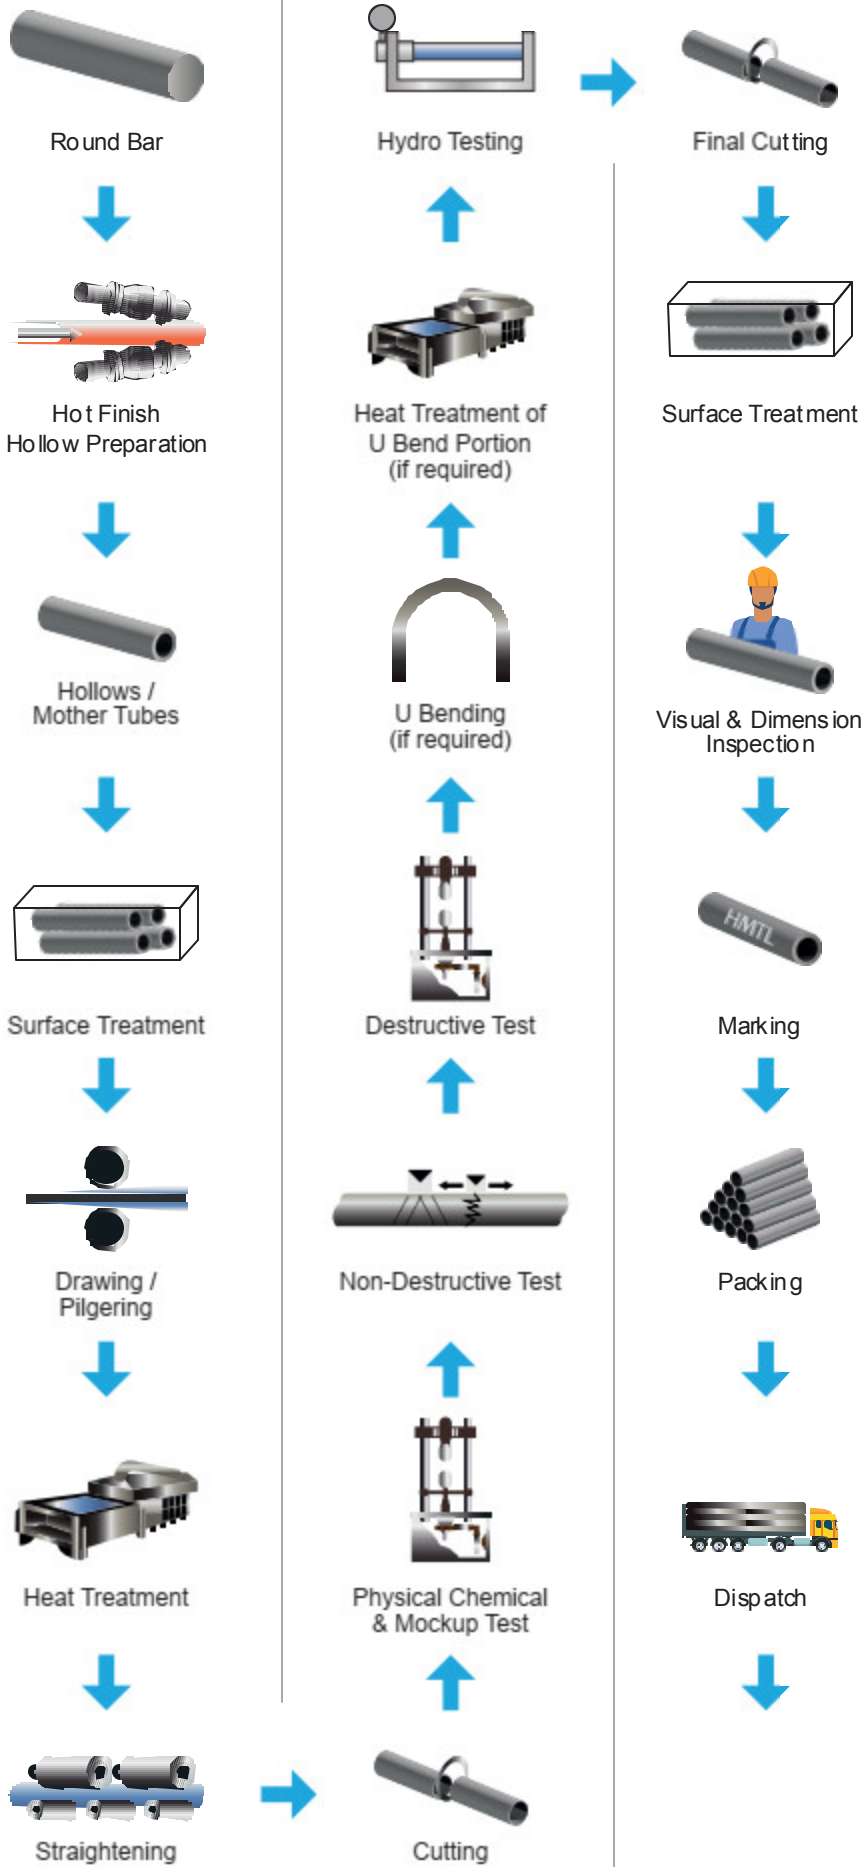 Round Bar
Hot Finish
Hollow Preparation
Hollows /
Mother Tubes
Surface Treatment
Drawing /
Pilgering
Heat Treatment
Straightening
Cutting
Physical Chemical
& Mockup Test
Non-Destructive Test
Destructive Test
U Bending
(if required)
Heat Treatment of
U Bend Portion
(if required)
Hydro Testing
Final Cutting
Surface Treatment
Visual & Dimension
Inspection
HMTL
Marking
Packing
Dispatch